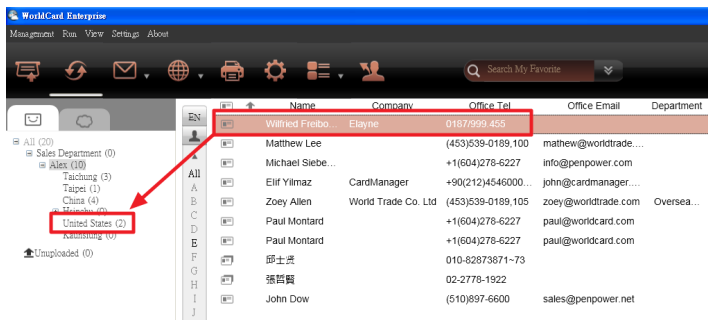 WorldCard Enterprise
Management Run View Settings About
Search My Favorite
Name Company Office Tel Office Email Department
EN
All (20)
Sales Department (0)
Alex (10)
Taichung (3)
Taipei (1)
China (4)
Hsinchu (0)
United States (2)
Kaohsiung (0)
Unuploaded (0)
All
A
B
C
D
E
F
G
H
I
J
Wilfried Freibo... Elayne 0187/999.455
Matthew Lee (453)539-0189,100 mathew@worldtrade....
Michael Siebe... +1(604)278-6227 info@penpower.com
Elif Yilmaz CardManager +90(212)4546000... john@cardmanager....
Zoey Allen World Trade Co. Ltd (453)539-0189,105 zoey@worldtrade.com Oversea...
Paul Montard +1(604)278-6227 paul@worldcard.com
Paul Montard +1(604)278-6227 paul@worldcard.com
邱士贤 010-82873871~73
張哲賢 02-2778-1922
John Dow (510)897-6600 sales@penpower.net